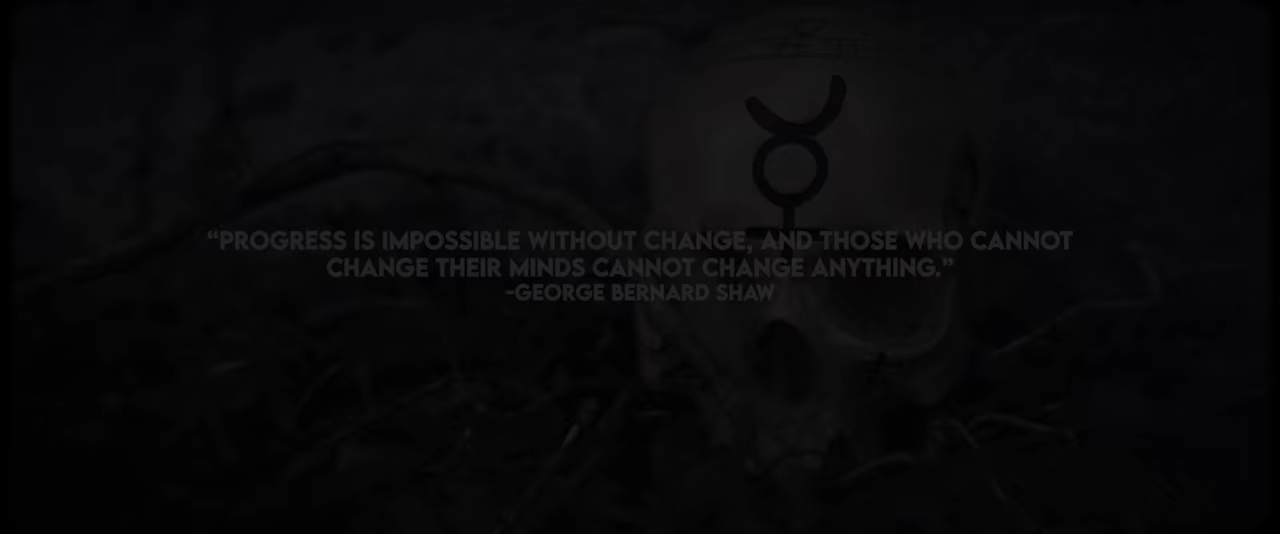 “PROGRESS IS IMPOSSIBLE WITHOUT CHANGE, AND THOSE WHO CANNOT
CHANGE THEIR MINDS CANNOT CHANGE ANYTHING.”
-GEORGE BERNARD SHAW